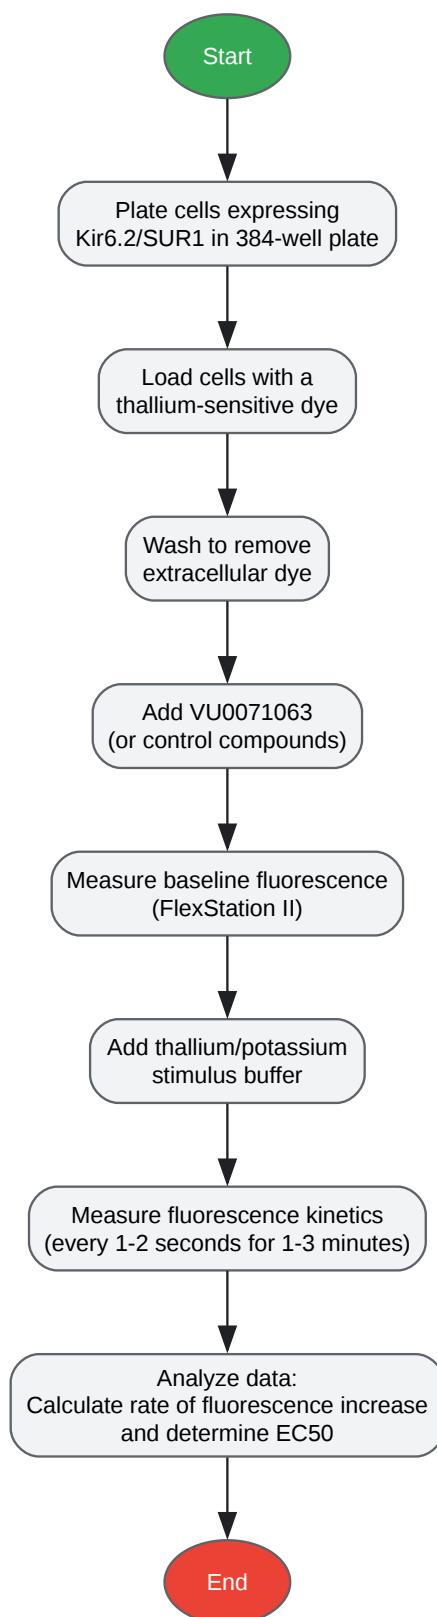 Start
Plate cells expressing
Kir6.2/SUR1 in 384-well plate
Load cells with a
thallium-sensitive dye
Wash to remove
extracellular dye
Add VU0071063
(or control compounds)
Measure baseline fluorescence
(FlexStation II)
Add thallium/potassium
stimulus buffer
Measure fluorescence kinetics
(every 1-2 seconds for 1-3 minutes)
Analyze data:
Calculate rate of fluorescence increase
and determine EC50
End